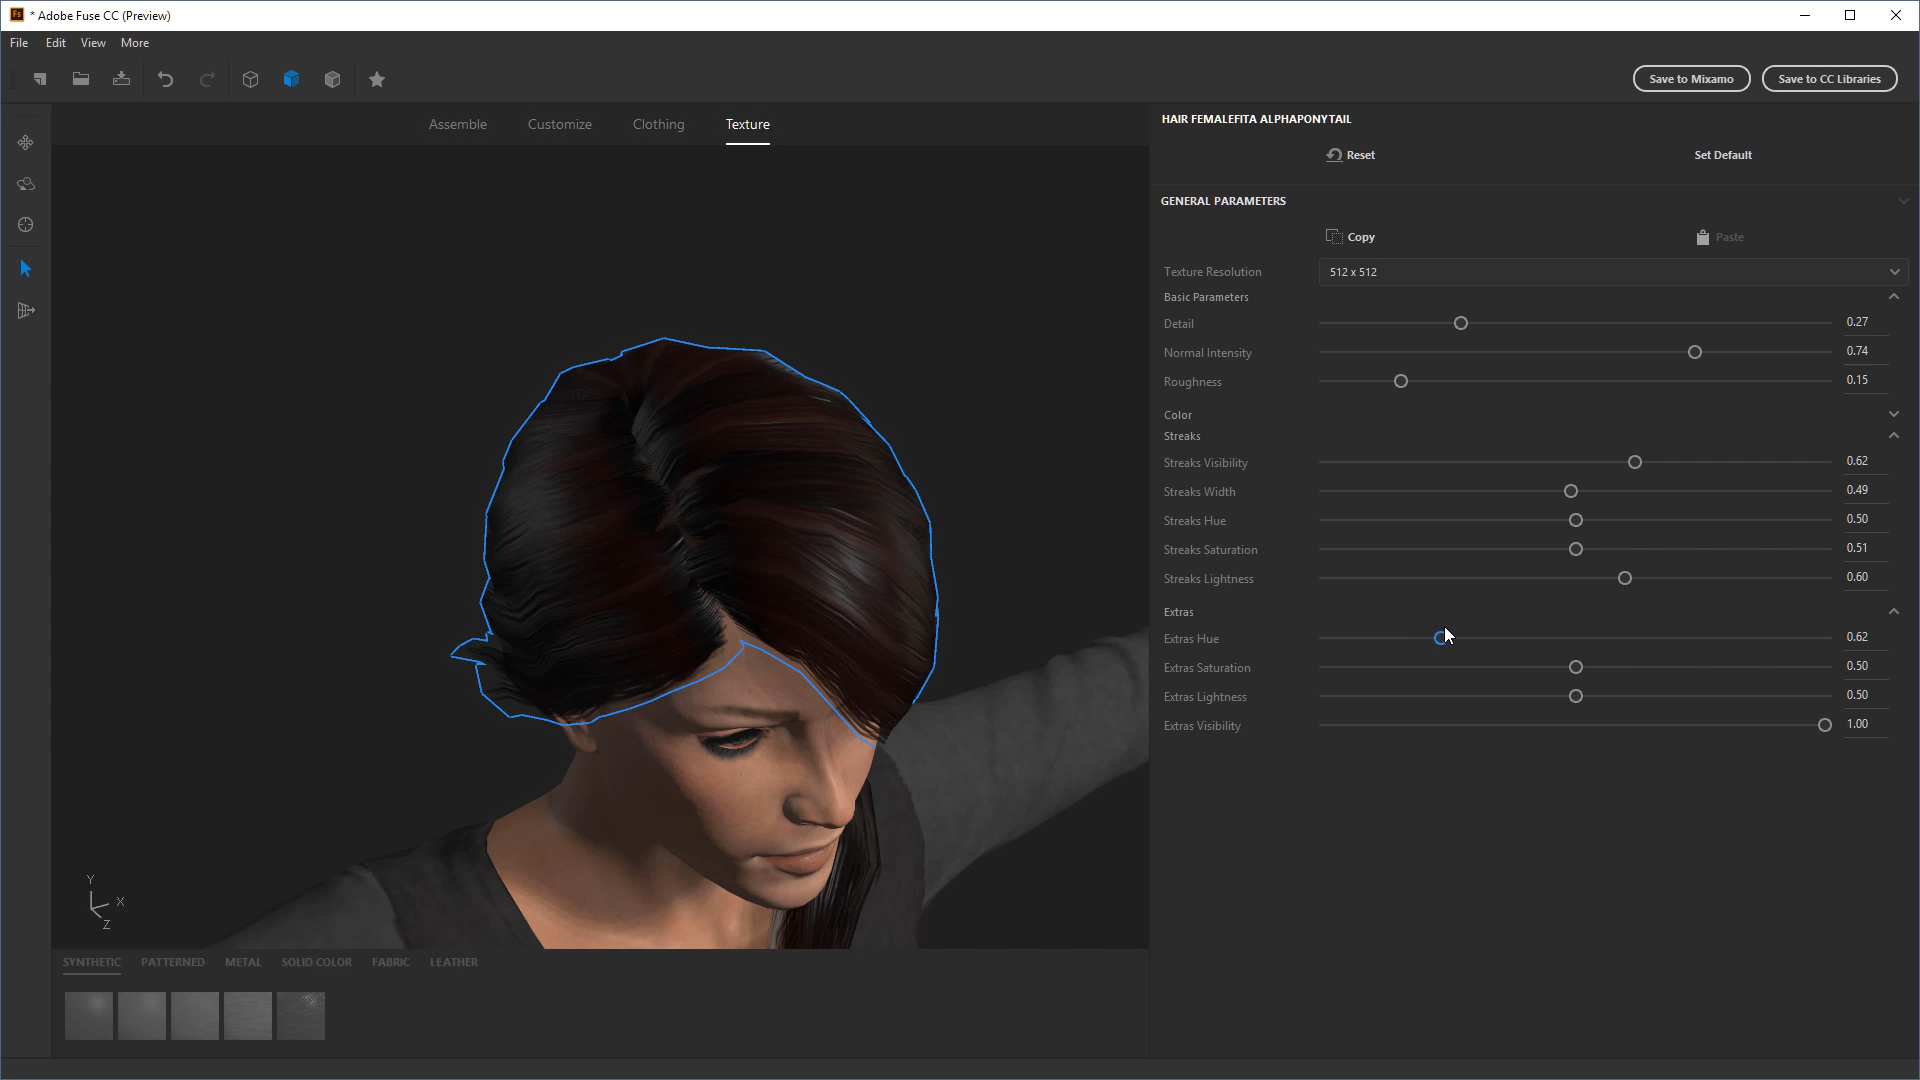 * Adobe Fuse CC (Preview)
File Edit View More
Save to Mixamo Save to CC Libraries
Assemble Customize Clothing Texture
HAIR FEMALEFITA ALPHAPONYTAIL
Reset Set Default
GENERAL PARAMETERS
Copy Paste
Texture Resolution 512 x 512
Basic Parameters
Detail 0.27
Normal Intensity 0.74
Roughness 0.15
Color
Streaks
Streaks Visibility 0.62
Streaks Width 0.49
Streaks Hue 0.50
Streaks Saturation 0.51
Streaks Lightness 0.60
Extras
Extras Hue 0.62
Extras Saturation 0.50
Extras Lightness 0.50
Extras Visibility 1.00
Y
X
Z
SYNTHETIC PATTERNED METAL SOLID COLOR FABRIC LEATHER